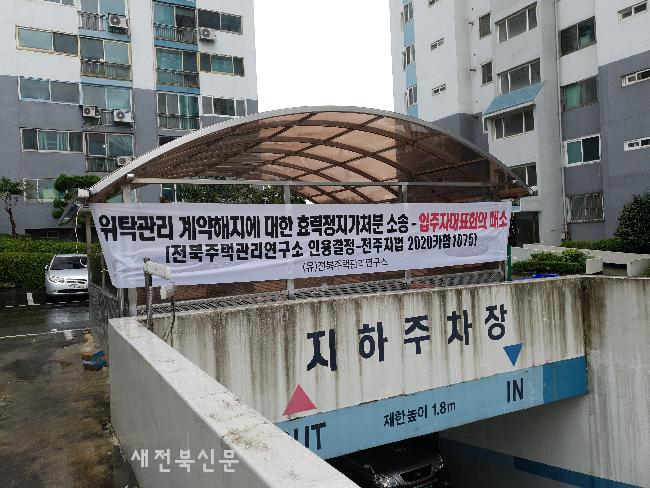 위탁관리 계약해지에 대한 효력정지가처분 소송 - 입주자대표회의 패소
[전북주택관리연구소 인용결정-전주지법 2020카합1076]
(유)전북주택관리연구소
지하주차장
OUT
IN
제한높이 1.8m
새전북신문